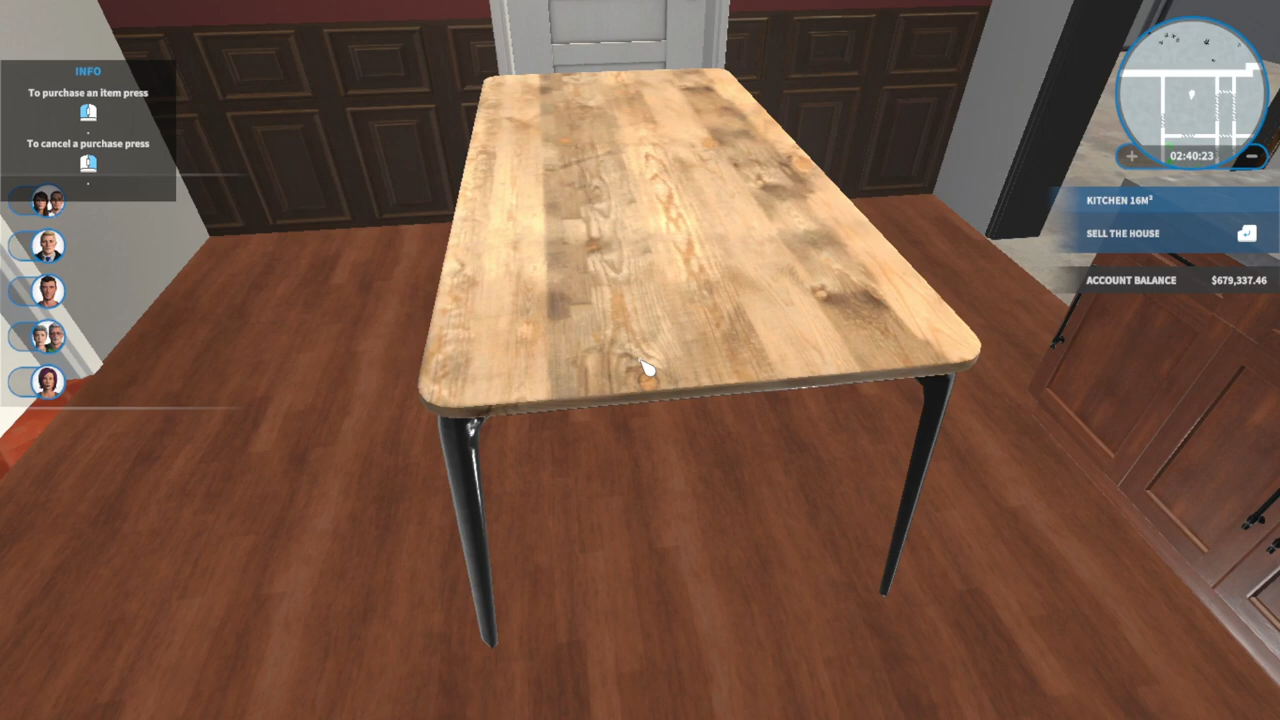 INFO
To purchase an item press
.
To cancel a purchase press
.
02:40:23
KITCHEN 16M²
SELL THE HOUSE
ACCOUNT BALANCE $679,337.46